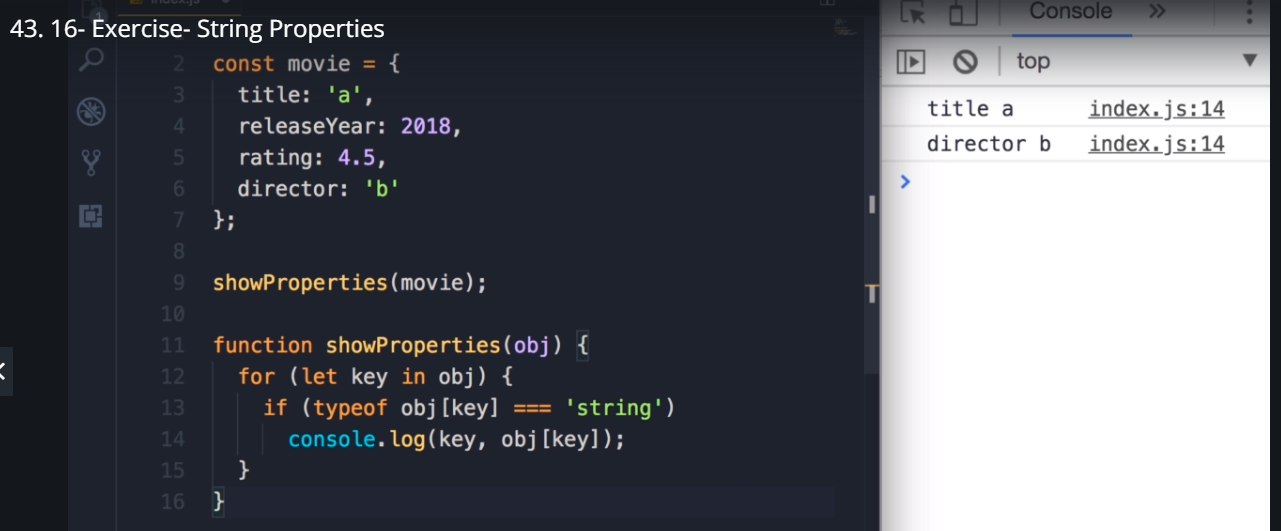 43. 16- Exercise- String Properties
2 const movie = {
3 title: 'a',
4 releaseYear: 2018,
5 rating: 4.5,
6 director: 'b'
7 };
8
9 showProperties(movie);
10
11 function showProperties(obj) {
12 for (let key in obj) {
13 if (typeof obj[key] === 'string')
14 console.log(key, obj[key]);
15 }
16 }
Console »
top
title a index.js:14
director b index.js:14
>